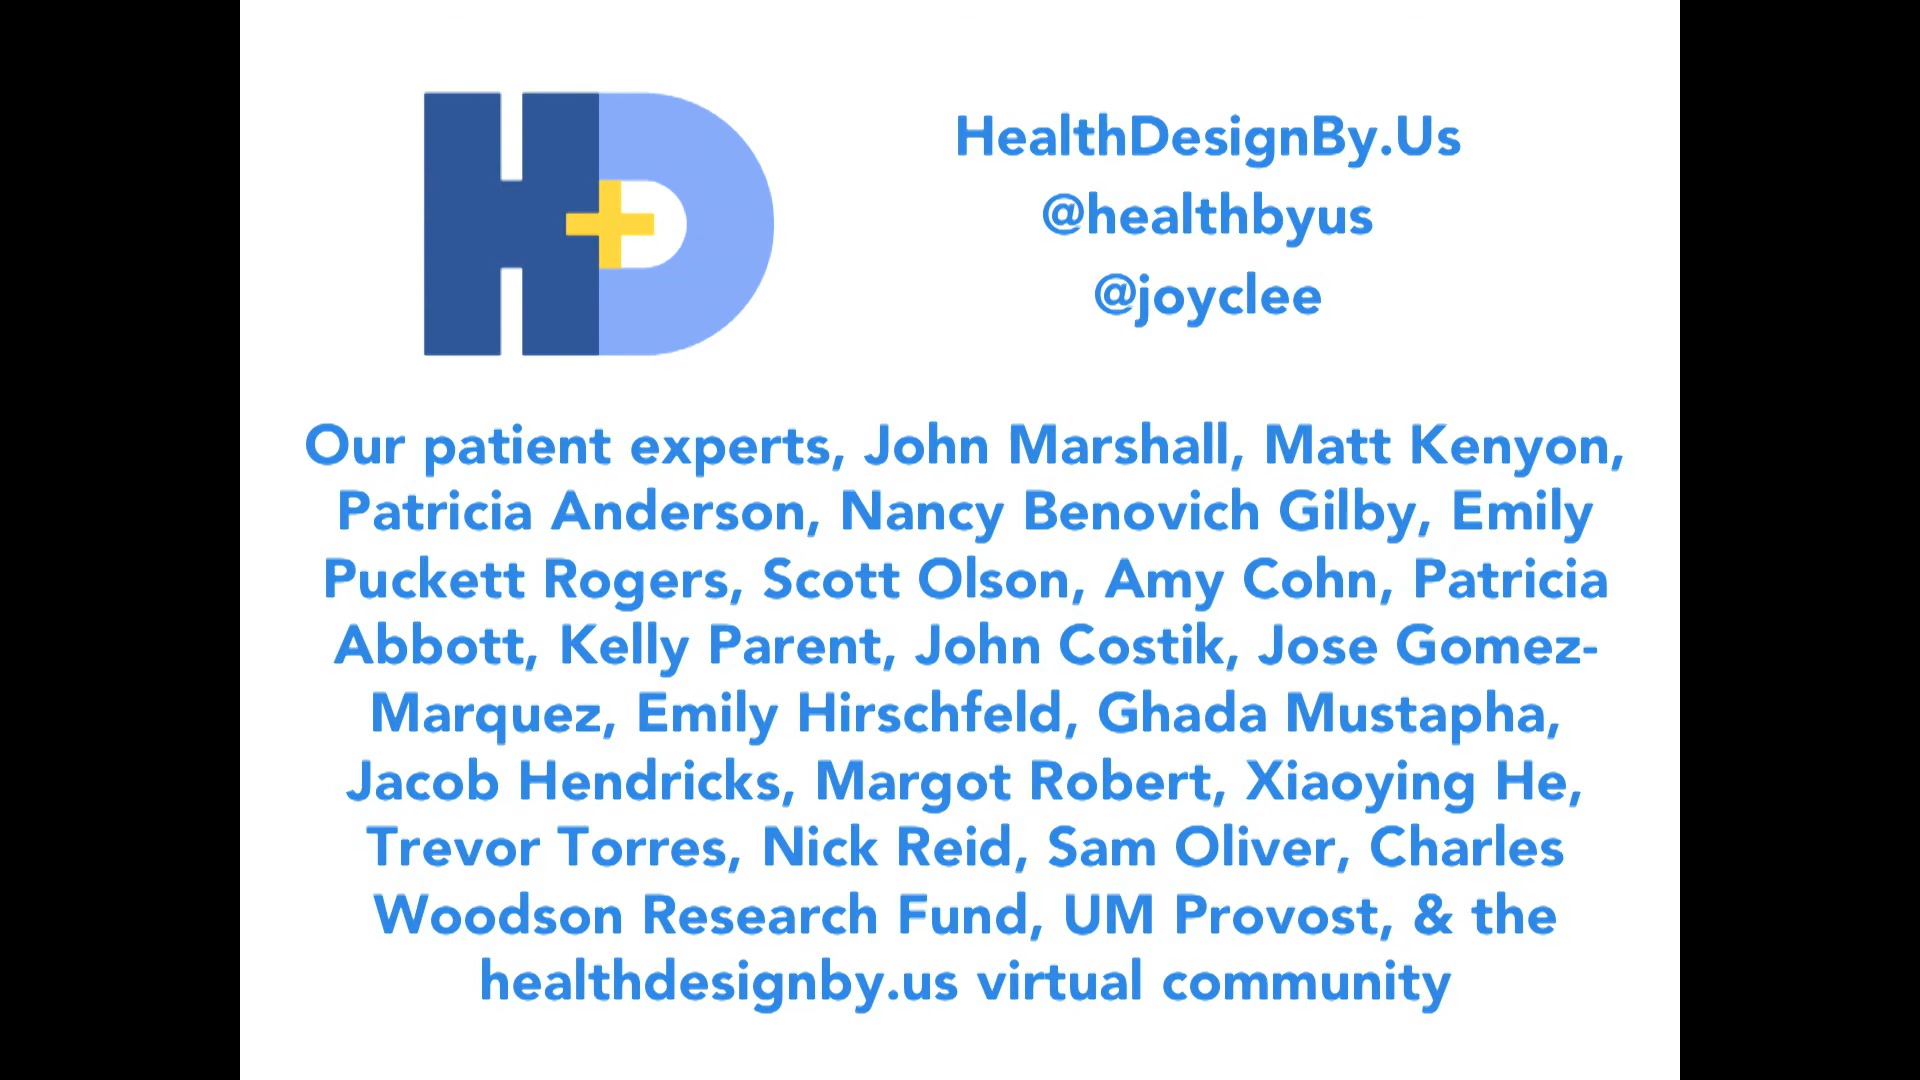 HD
HealthDesignBy.Us
@healthbyus
@joyclee
Our patient experts, John Marshall, Matt Kenyon,
Patricia Anderson, Nancy Benovich Gilby, Emily
Puckett Rogers, Scott Olson, Amy Cohn, Patricia
Abbott, Kelly Parent, John Costik, Jose Gomez-
Marquez, Emily Hirschfeld, Ghada Mustapha,
Jacob Hendricks, Margot Robert, Xiaoying He,
Trevor Torres, Nick Reid, Sam Oliver, Charles
Woodson Research Fund, UM Provost, & the
healthdesignby.us virtual community